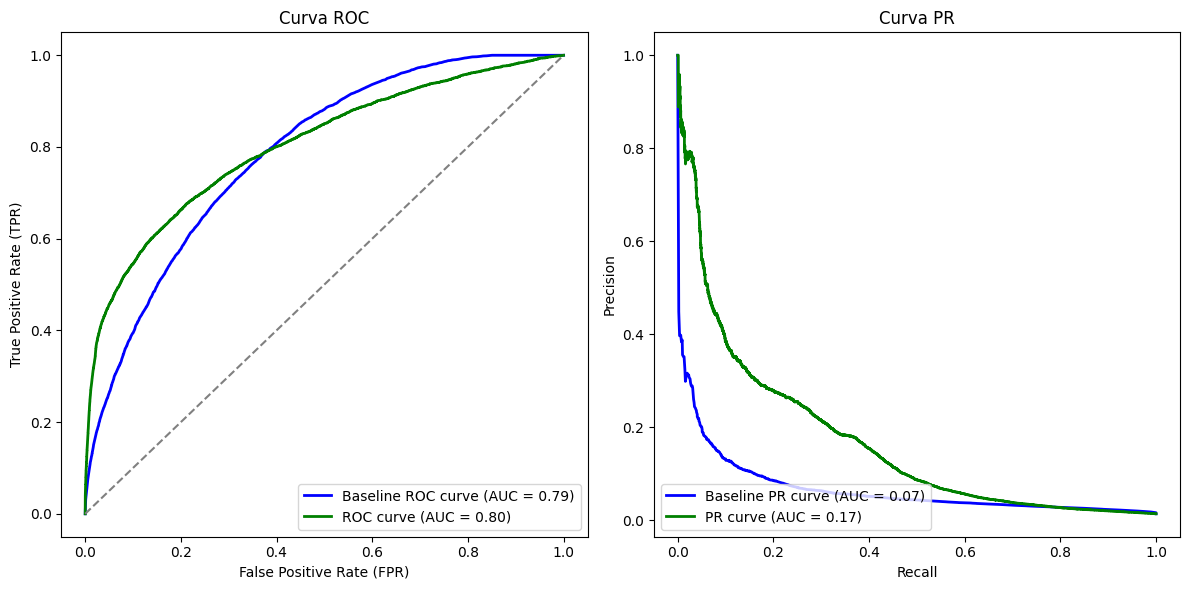 Curva ROC
True Positive Rate (TPR)
1.0
0.8
0.6
0.4
0.2
0.0
0.0 0.2 0.4 0.6 0.8 1.0
False Positive Rate (FPR)
Baseline ROC curve (AUC = 0.79)
ROC curve (AUC = 0.80)
Curva PR
Precision
1.0
0.8
0.6
0.4
0.2
0.0
0.0 0.2 0.4 0.6 0.8 1.0
Recall
Baseline PR curve (AUC = 0.07)
PR curve (AUC = 0.17)